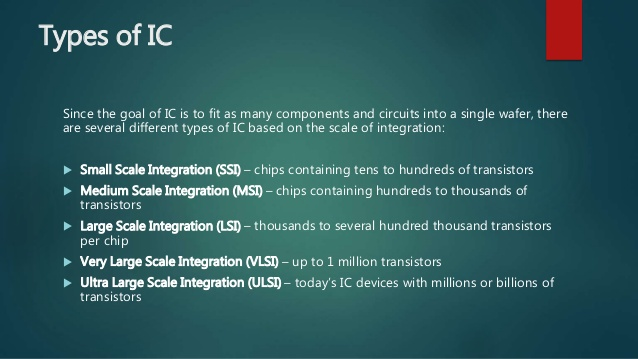 Types of IC
Since the goal of IC is to fit as many components and circuits into a single wafer, there
are several different types of IC based on the scale of integration:
Small Scale Integration (SSI) – chips containing tens to hundreds of transistors
Medium Scale Integration (MSI) – chips containing hundreds to thousands of
transistors
Large Scale Integration (LSI) – thousands to several hundred thousand transistors
per chip
Very Large Scale Integration (VLSI) – up to 1 million transistors
Ultra Large Scale Integration (ULSI) – today's IC devices with millions or billions of
transistors